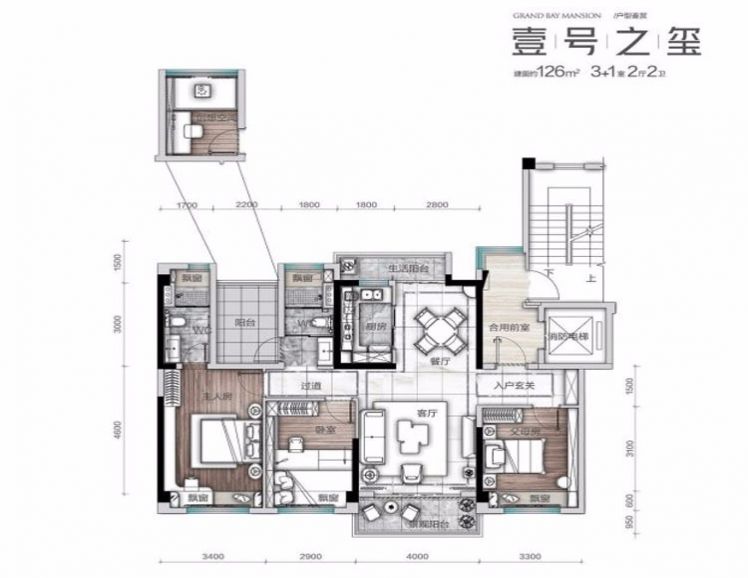 GRAND BAY MANSION /户型鉴赏
壹号之玺
建面约126m² 3+1室2厅2卫
1700 2200 1800 1800 2800
1500
3000
4600
生活阳台
飘窗
飘窗
下
上
WC
阳台
WC
厨房
合用前室
消防电梯
餐厅
主人房
过道
入户玄关
1500
卧室
客厅
父母房
3100
飘窗
飘窗
飘窗
600
景观阳台
950
3400 2900 4000 3300